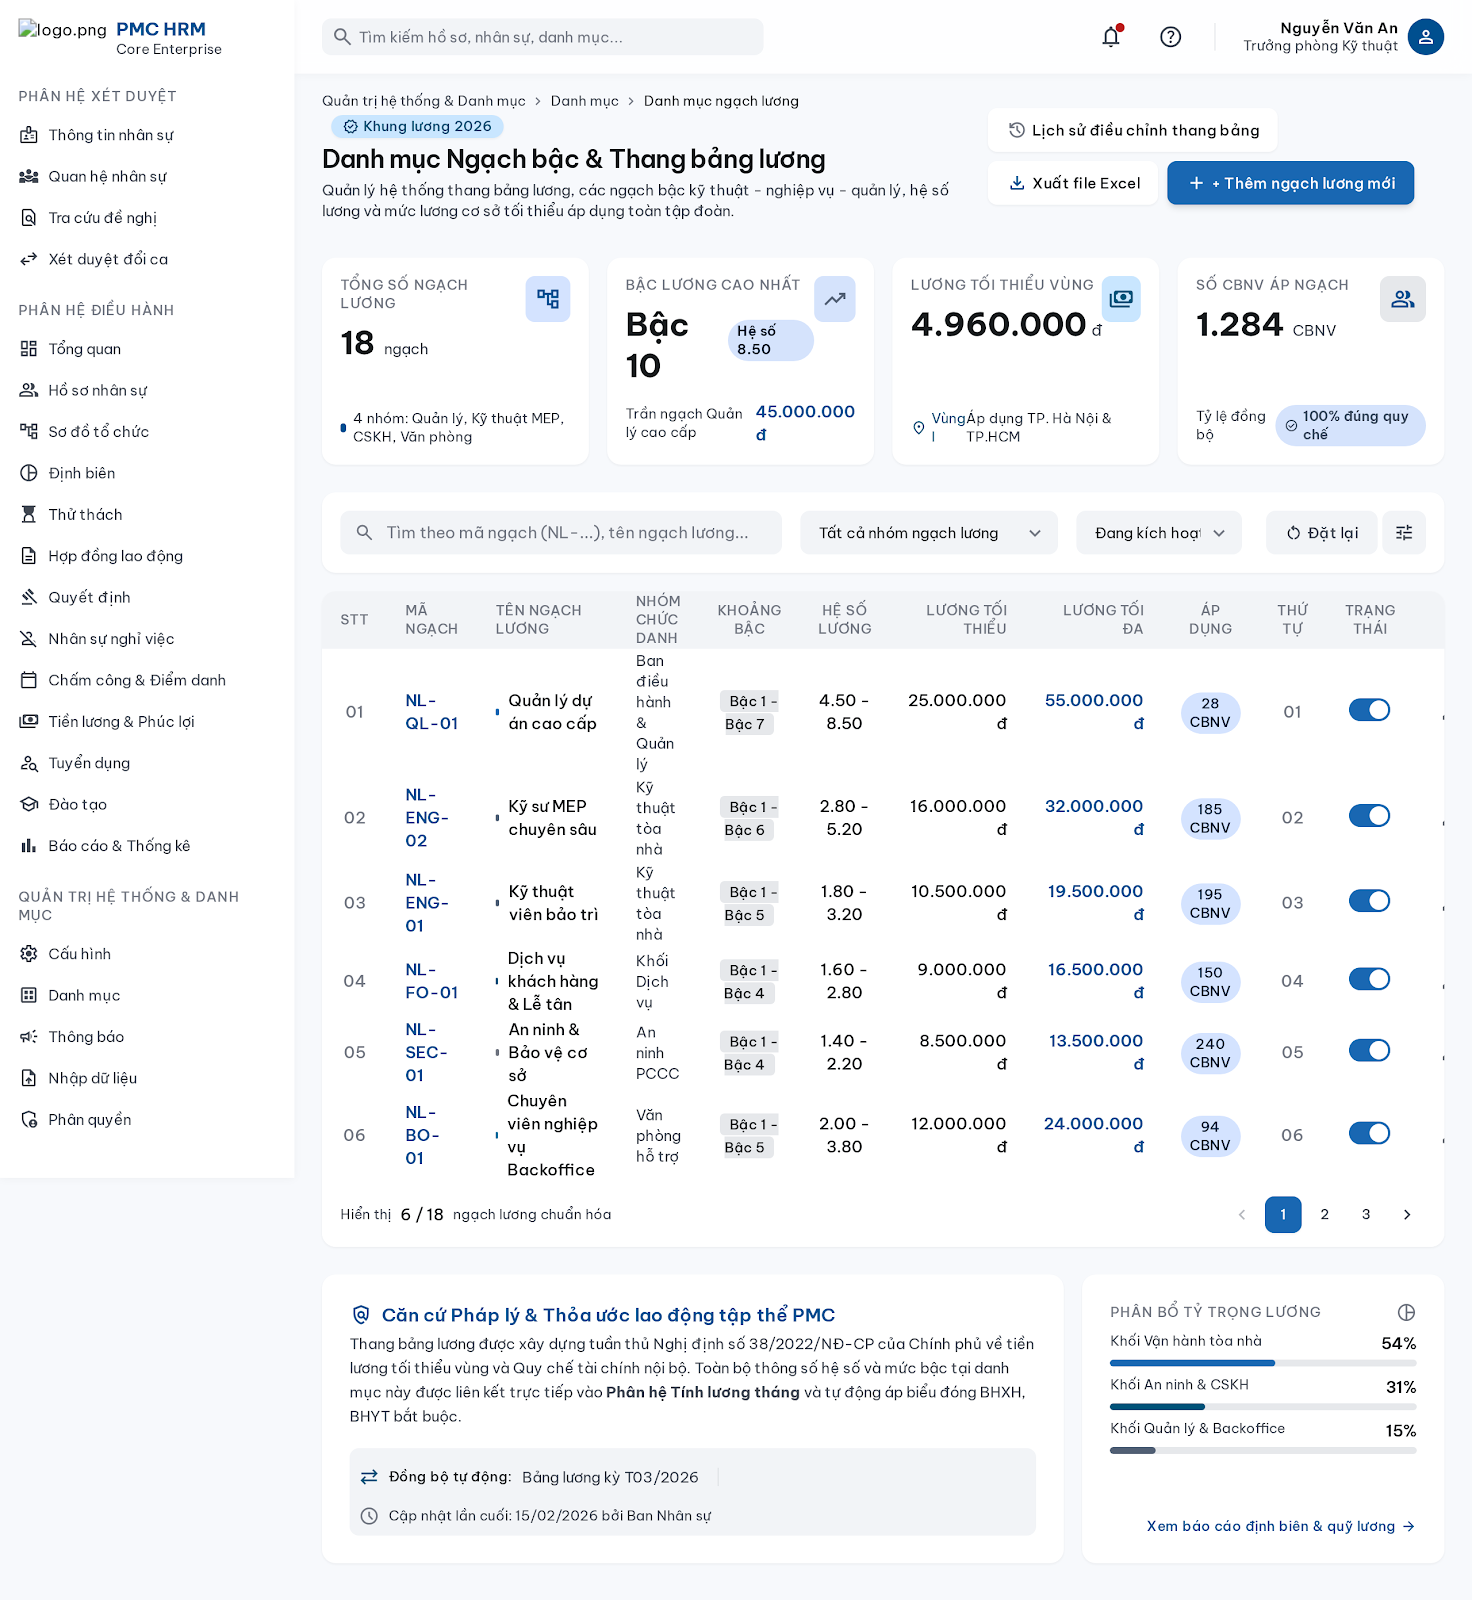 logo.png
PMC HRM
Core Enterprise
PHÂN HỆ XÉT DUYỆT
Thông tin nhân sự
Quan hệ nhân sự
Tra cứu đề nghị
Xét duyệt đổi ca
PHÂN HỆ ĐIỀU HÀNH
Tổng quan
Hồ sơ nhân sự
Sơ đồ tổ chức
Định biên
Thử thách
Hợp đồng lao động
Quyết định
Nhân sự nghỉ việc
Chấm công & Điểm danh
Tiền lương & Phúc lợi
Tuyển dụng
Đào tạo
Báo cáo & Thống kê
QUẢN TRỊ HỆ THỐNG & DANH
MỤC
Cấu hình
Danh mục
Thông báo
Nhập dữ liệu
Phân quyền
Tìm kiếm hồ sơ, nhân sự, danh mục...
Nguyễn Văn An
Trưởng phòng Kỹ thuật
Quản trị hệ thống & Danh mục > Danh mục > Danh mục ngạch lương
Khung lương 2026
Danh mục Ngạch bậc & Thang bảng lương
Quản lý hệ thống thang bảng lương, các ngạch bậc kỹ thuật - nghiệp vụ - quản lý, hệ số
lương và mức lương cơ sở tối thiểu áp dụng toàn tập đoàn.
Lịch sử điều chỉnh thang bảng
Xuất file Excel
+ Thêm ngạch lương mới
TỔNG SỐ NGẠCH
LƯƠNG
18 ngạch
4 nhóm: Quản lý, Kỹ thuật MEP,
CSKH, Văn phòng
BẬC LƯƠNG CAO NHẤT
Bậc
10
Hệ số
8.50
Trần ngạch Quản
lý cao cấp
45.000.000
đ
LƯƠNG TỐI THIỂU VÙNG
4.960.000 đ
Vùng
I
Áp dụng TP. Hà Nội &
TP.HCM
SỐ CBNV ÁP NGẠCH
1.284 CBNV
Tỷ lệ đồng
bộ
100% đúng quy
chế
Tìm theo mã ngạch (NL-...), tên ngạch lương...
Tất cả nhóm ngạch lương
Đang kích hoạt
Đặt lại
STT
MÃ
NGẠCH
TÊN NGẠCH
LƯƠNG
NHÓM
CHỨC
DANH
KHOẢNG
BẬC
HỆ SỐ
LƯƠNG
LƯƠNG TỐI
THIỂU
LƯƠNG TỐI
ĐA
ÁP
DỤNG
THỨ
TỰ
TRẠNG
THÁI
01
NL-
QL-01
Quản lý dự
án cao cấp
Ban
điều
hành
&
Quản
lý
Bậc 1 -
Bậc 7
4.50 -
8.50
25.000.000
đ
55.000.000
đ
28
CBNV
01
02
NL-
ENG-
02
Kỹ sư MEP
chuyên sâu
Kỹ
thuật
tòa
nhà
Bậc 1 -
Bậc 6
2.80 -
5.20
16.000.000
đ
32.000.000
đ
185
CBNV
02
03
NL-
ENG-
01
Kỹ thuật
viên bảo trì
Kỹ
thuật
tòa
nhà
Bậc 1 -
Bậc 5
1.80 -
3.20
10.500.000
đ
19.500.000
đ
195
CBNV
03
04
NL-
FO-01
Dịch vụ
khách hàng
& Lễ tân
Khối
Dịch
vụ
Bậc 1 -
Bậc 4
1.60 -
2.80
9.000.000
đ
16.500.000
đ
150
CBNV
04
05
NL-
SEC-
01
An ninh &
Bảo vệ cơ
sở
An
ninh
PCCC
Bậc 1 -
Bậc 4
1.40 -
2.20
8.500.000
đ
13.500.000
đ
240
CBNV
05
06
NL-
BO-
01
Chuyên
viên nghiệp
vụ
Backoffice
Văn
phòng
hỗ trợ
Bậc 1 -
Bậc 5
2.00 -
3.80
12.000.000
đ
24.000.000
đ
94
CBNV
06
Hiển thị 6 / 18 ngạch lương chuẩn hóa
1 2 3
Căn cứ Pháp lý & Thỏa ước lao động tập thể PMC
Thang bảng lương được xây dựng tuân thủ Nghị định số 38/2022/NĐ-CP của Chính phủ về tiền
lương tối thiểu vùng và Quy chế tài chính nội bộ. Toàn bộ thông số hệ số và mức bậc tại danh
mục này được liên kết trực tiếp vào Phân hệ Tính lương tháng và tự động áp biểu đóng BHXH,
BHYT bắt buộc.
Đồng bộ tự động: Bảng lương kỳ T03/2026
Cập nhật lần cuối: 15/02/2026 bởi Ban Nhân sự
PHÂN BỔ TỶ TRỌNG LƯƠNG
Khối Vận hành tòa nhà 54%
Khối An ninh & CSKH 31%
Khối Quản lý & Backoffice 15%
Xem báo cáo định biên & quỹ lương →